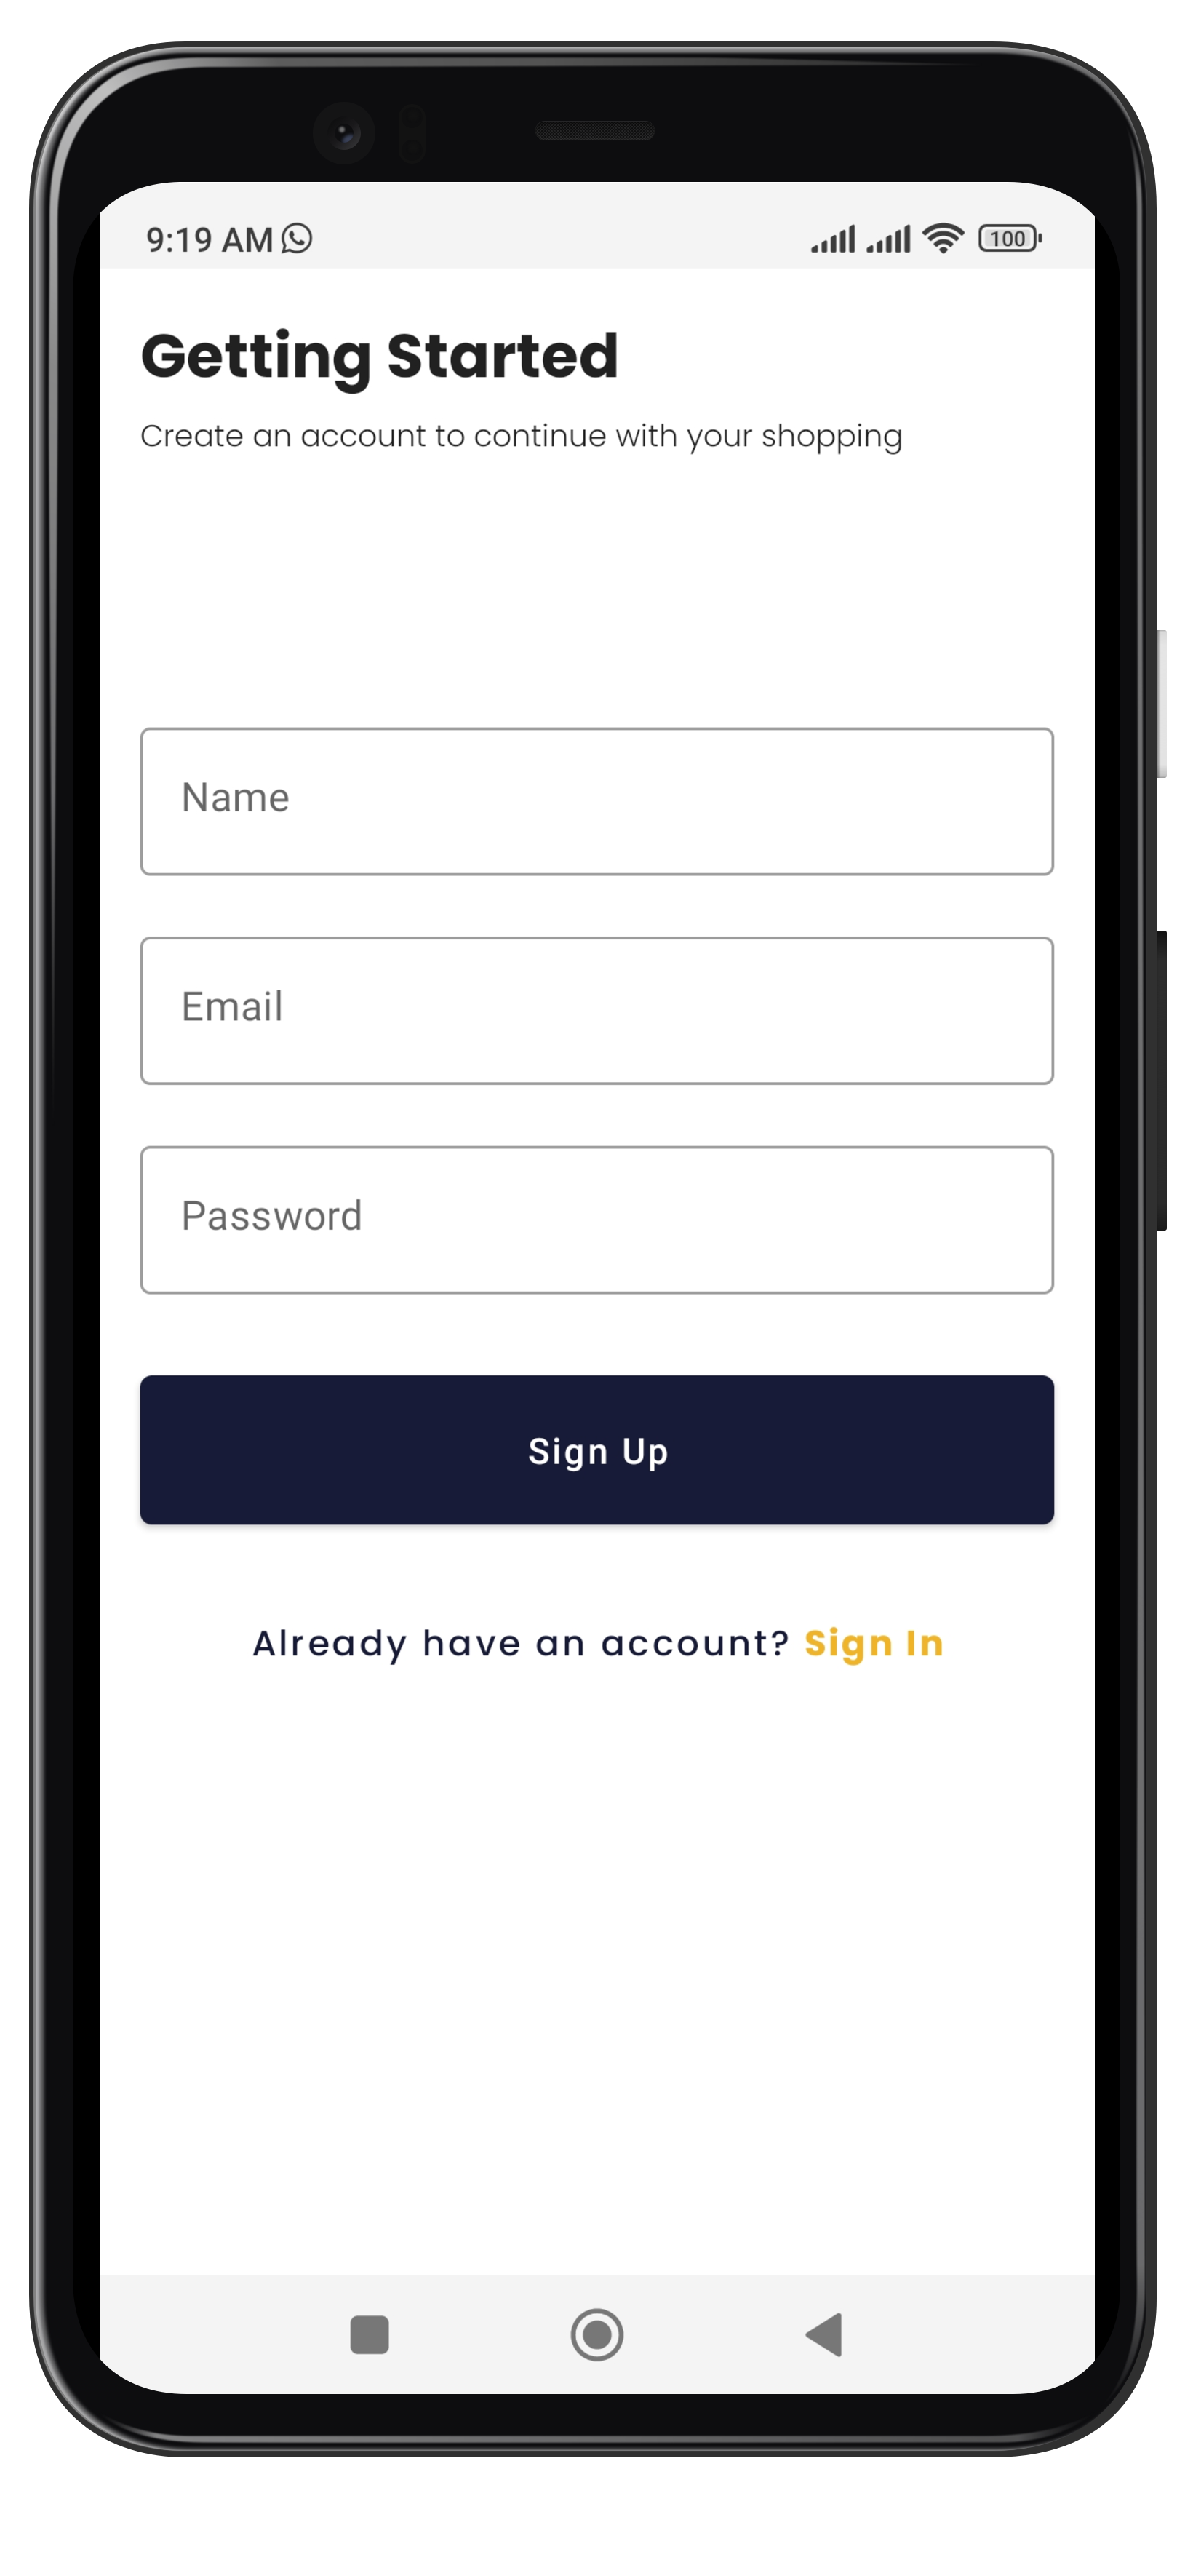 9:19 AM 100
Getting Started
Create an account to continue with your shopping
Name
Email
Password
Sign Up
Already have an account? Sign In